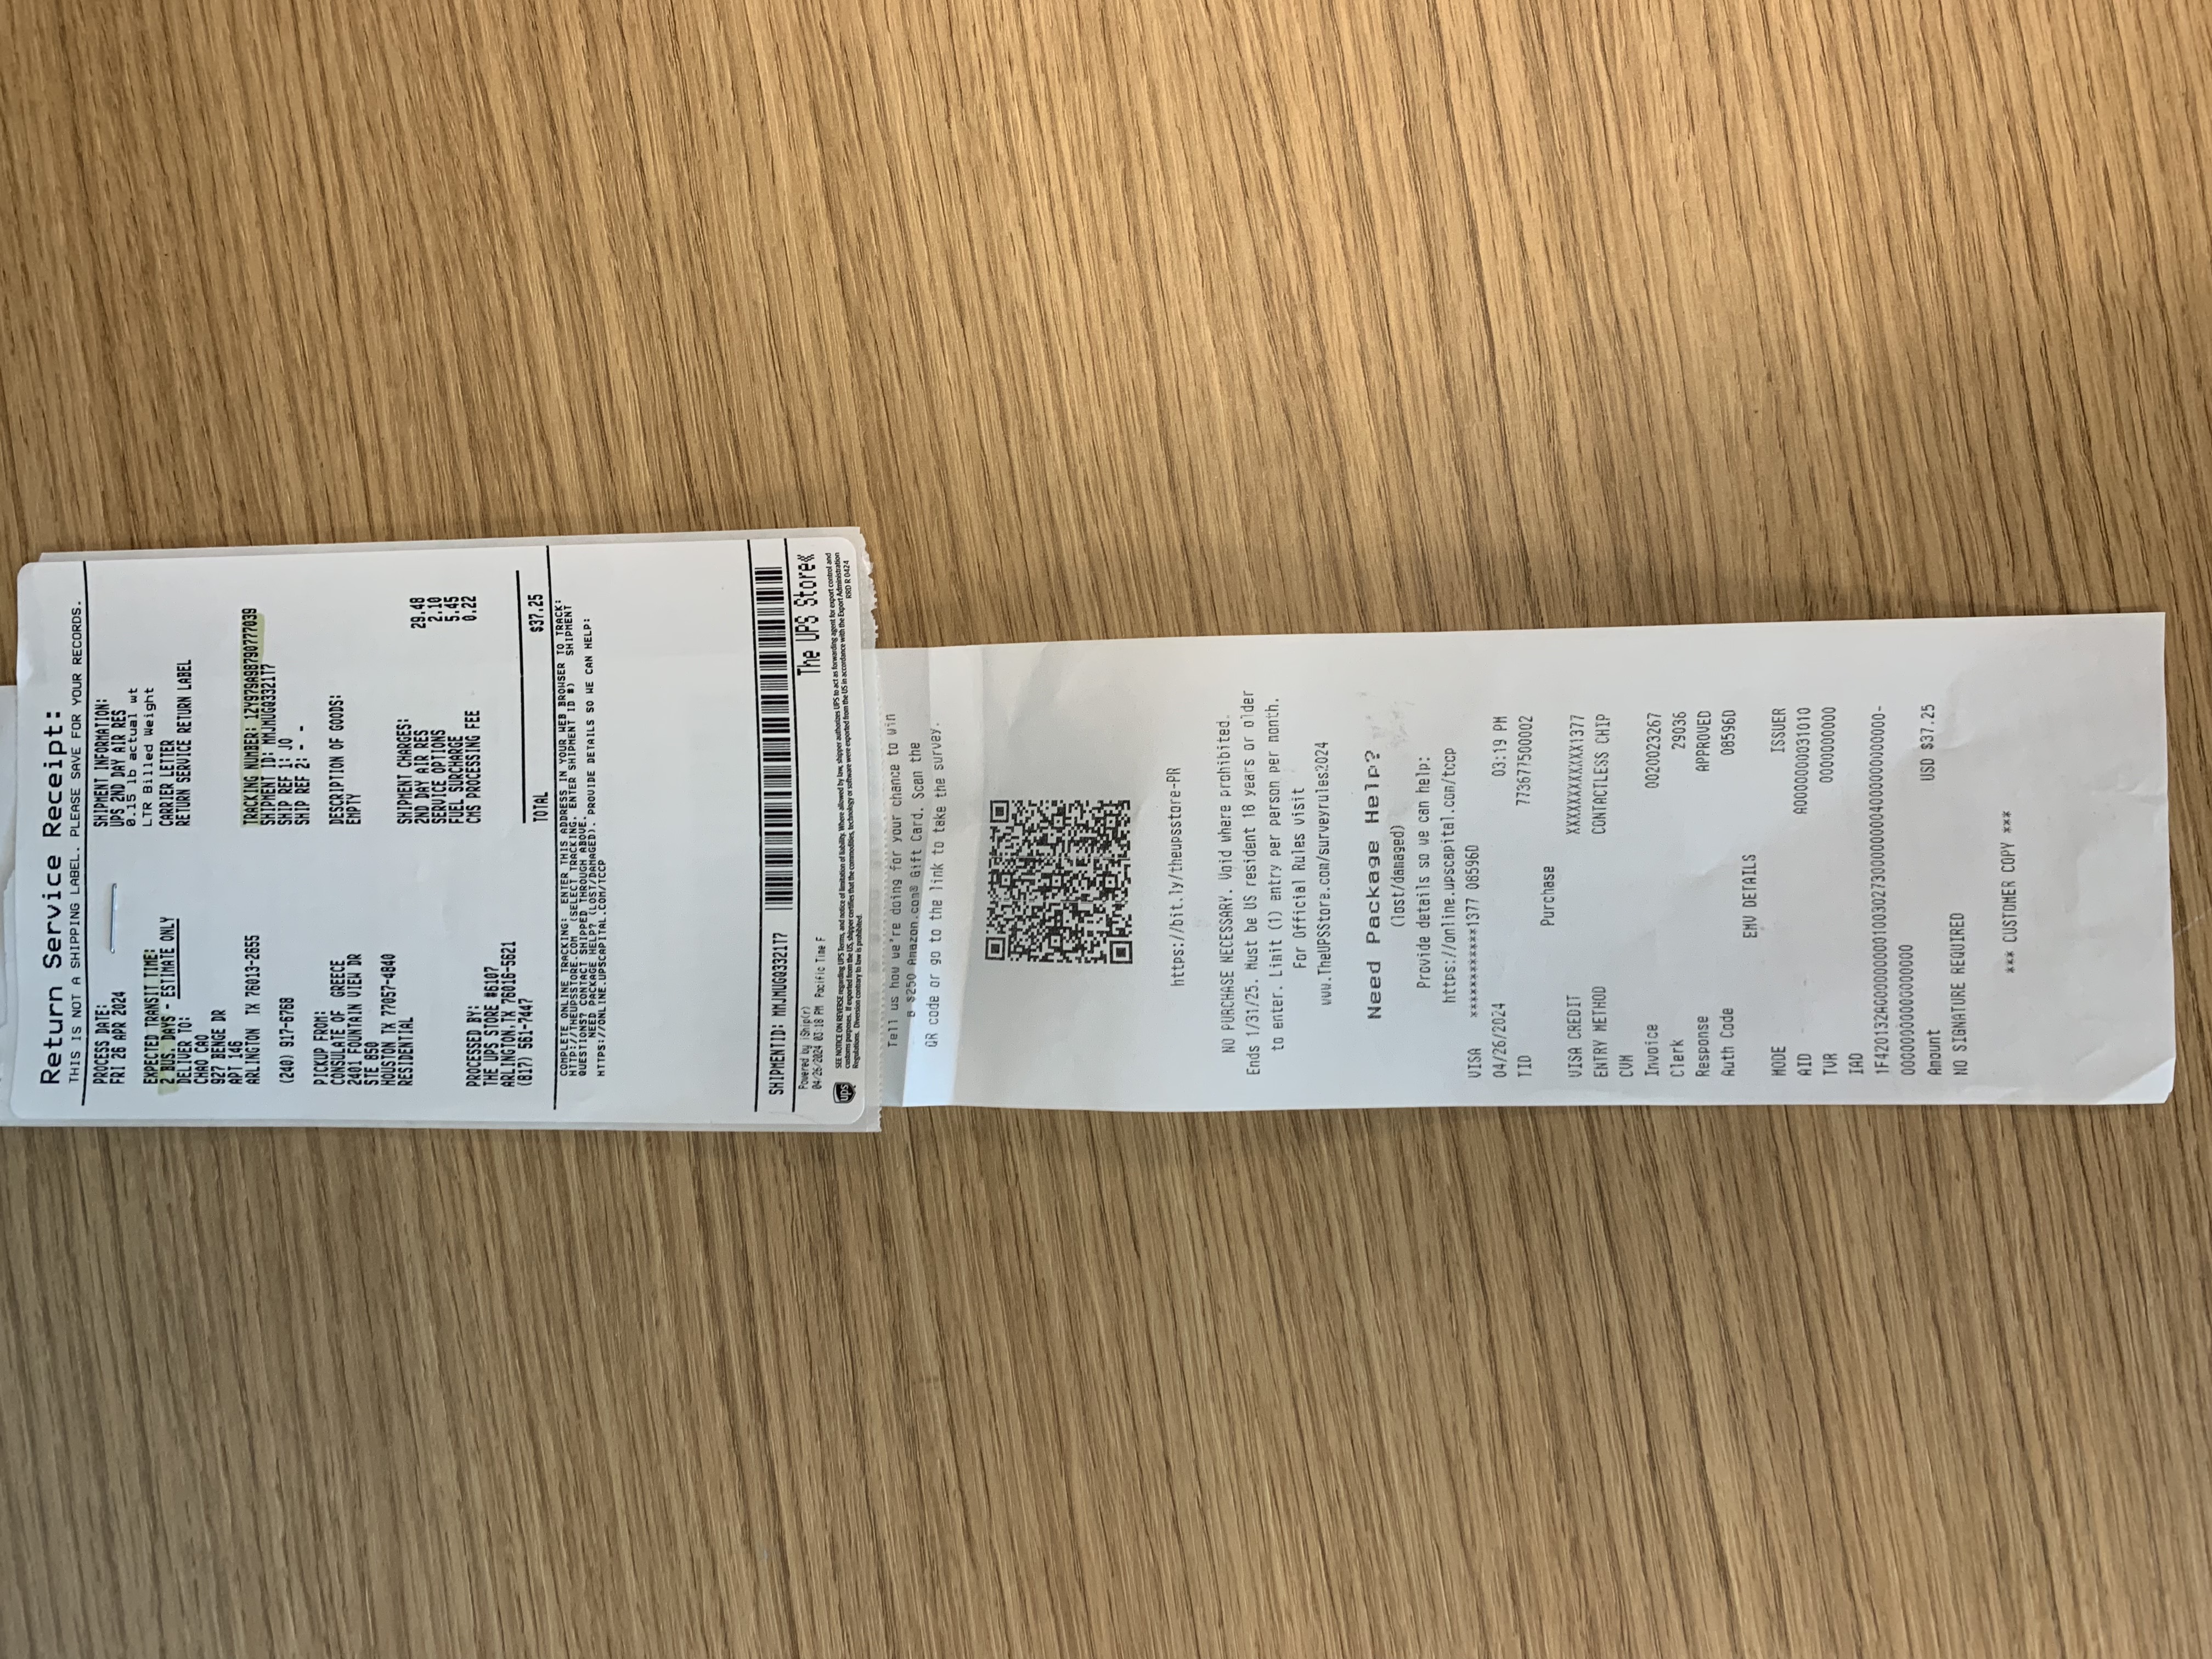 Return Service Receipt:
THIS IS NOT A SHIPPING LABEL. PLEASE SAVE FOR YOUR RECORDS.
PROCESS DATE:
FRI 26 APR 2024
EXPECTED TRANSIT TIME:
2 BUS. DAYS - ESTIMATE ONLY
DELIVER TO:
CHAO CAO
927 BENGE DR
APT 146
ARLINGTON TX 76013-2655
(240) 917-6768
PICKUP FROM:
CONSULATE OF GREECE
2401 FOUNTAIN VIEW DR
STE 850
HOUSTON TX 77057-4840
RESIDENTIAL
PROCESSED BY:
THE UPS STORE #6107
ARLINGTON,TX 76016-5621
(817) 561-7447
SHIPMENT INFORMATION:
UPS 2ND DAY AIR RES
0.15 lb actual wt
LTR Billed Weight
CARRIER LETTER
RETURN SERVICE RETURN LABEL
TRACKING NUMBER: 1ZY979A98790777039
SHIPMENT ID: MMJMUGQ3321T7
SHIP REF 1: JO
SHIP REF 2: - -
DESCRIPTION OF GOODS:
EMPTY
SHIPMENT CHARGES:
2ND DAY AIR RES 29.48
SERVICE OPTIONS 2.10
FUEL SURCHARGE 5.45
CMS PROCESSING FEE 0.22
TOTAL $37.25
COMPLETE ONLINE TRACKING: ENTER THIS ADDRESS IN YOUR WEB BROWSER TO TRACK:
HTTP://THEUPSSTORE.COM (SELECT TRACKING. ENTER SHIPMENT ID #) SHIPMENT
QUESTIONS? CONTACT SHIPPED THROUGH ABOVE.
NEED PACKAGE HELP? (LOST/DAMAGED). PROVIDE DETAILS SO WE CAN HELP:
HTTPS://ONLINE.UPSCAPITAL.COM/TCCP
SHIPMENTID: MMJMUGQ3321T7
Powered by iShip(r)
04/26/2024 03:18 PM Pacific Time F
The UPS Store«
ups
SEE NOTICE ON REVERSE regarding UPS Terms, and notice of limitation of liability. Where allowed by law, shipper authorizes UPS to act as forwarding agent for export control and
customs purposes. If exported from the US, shipper certifies that the commodities, technology or software were exported from the US in accordance with the Export Administration
Regulations. Diversion contrary to law is prohibited. RRD R 0424
Tell us how we're doing for your chance to win
a $250 Amazon.com® Gift Card. Scan the
QR code or go to the link to take the survey.
https://bit.ly/theupsstore-PR
NO PURCHASE NECESSARY. Void where prohibited.
Ends 1/31/25. Must be US resident 18 years or older
to enter. Limit (1) entry per person per month.
For Official Rules visit
www.TheUPSStore.com/surveyrules2024
Need Package Help?
(lost/damaged)
Provide details so we can help:
https://online.upscapital.com/tccp
VISA ************1377 08596D
04/26/2024 03:19 PM
TID 773677500002
Purchase
VISA CREDIT XXXXXXXXXXXX1377
ENTRY METHOD CONTACTLESS CHIP
CVM
Invoice 0020023267
Clerk 29036
Response APPROVED
Auth Code 08596D
EMV DETAILS
MODE ISSUER
AID A0000000031010
TVR 0000000000
IAD
Amount USD $37.25
NO SIGNATURE REQUIRED
*** CUSTOMER COPY ***